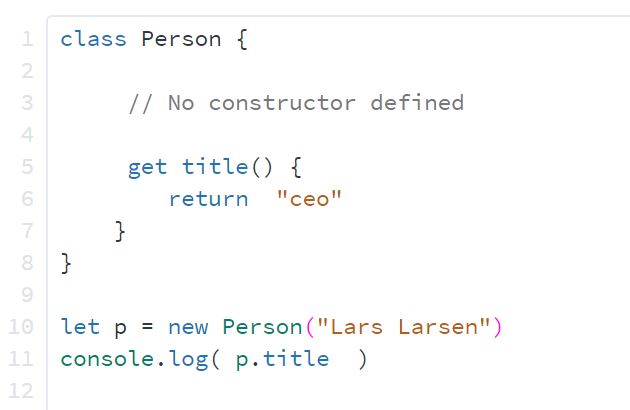 1 class Person {
2
3 // No constructor defined
4
5 get title() {
6 return  "ceo"
7 }
8 }
9
10 let p = new Person("Lars Larsen")
11 console.log( p.title  )
12